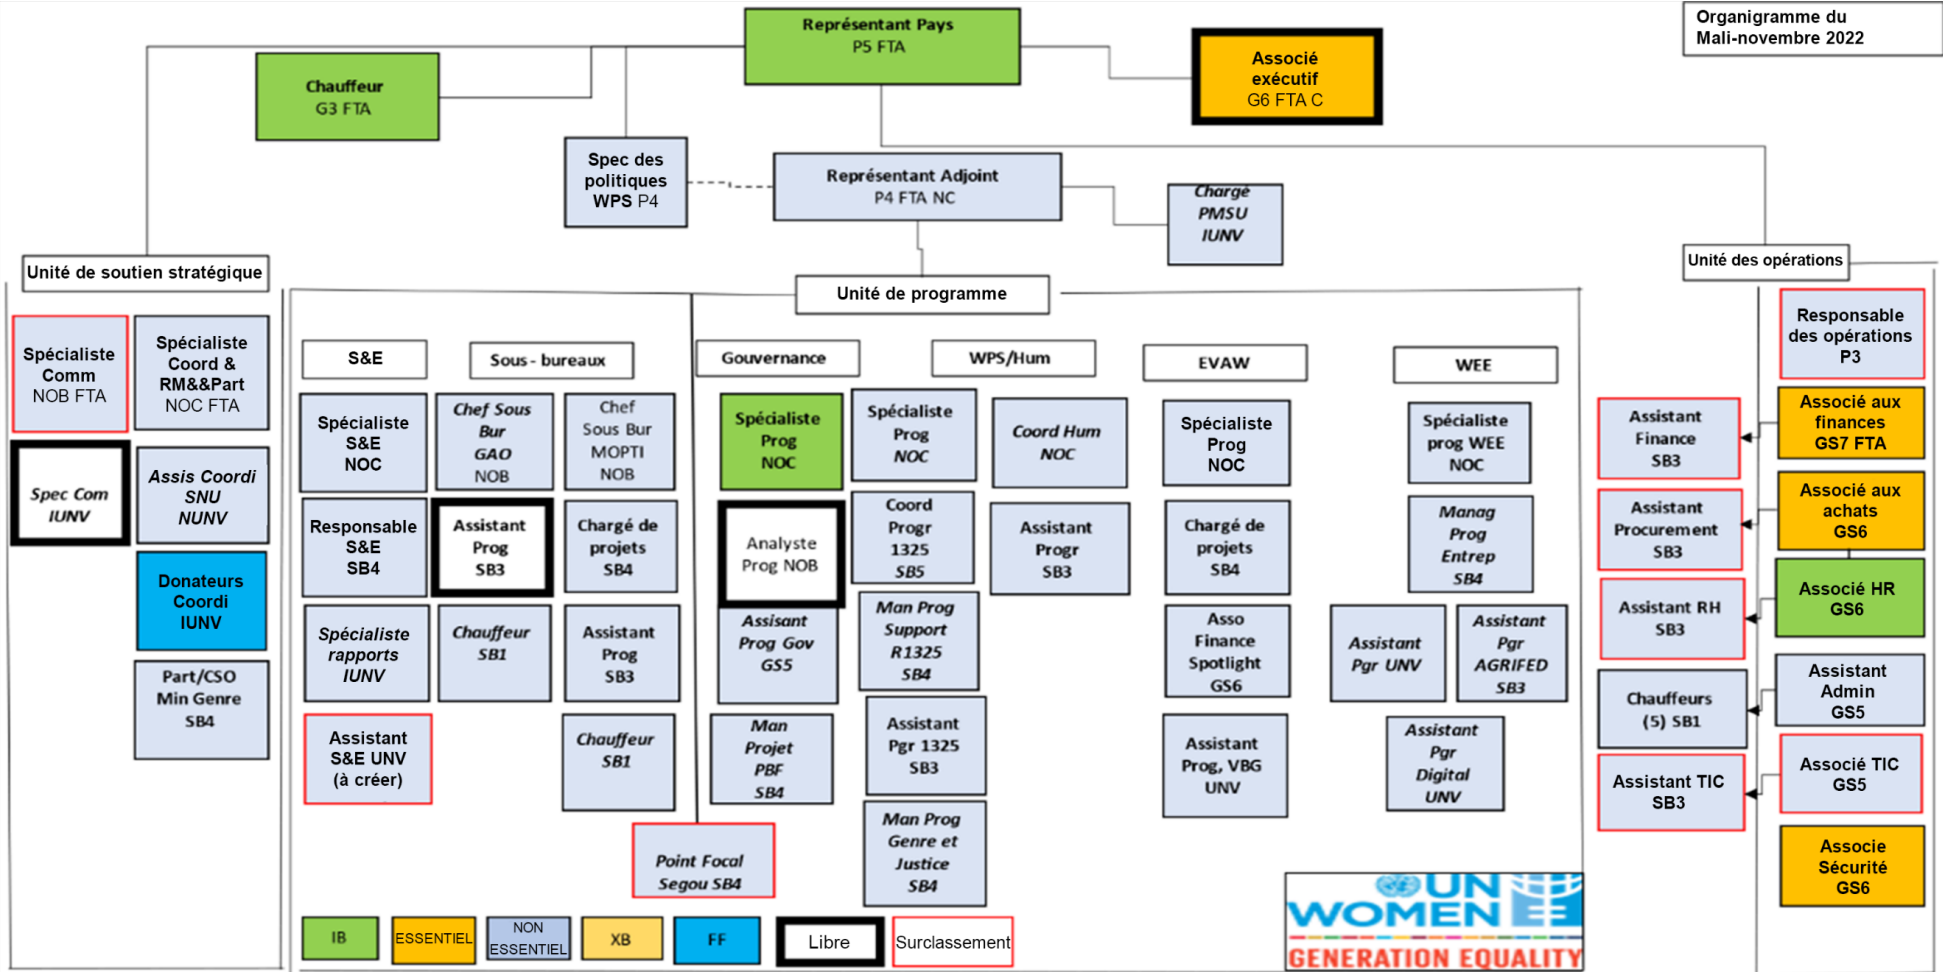 Organigramme du
Mali-novembre 2022
Représentant Pays
P5 FTA
Chauffeur
G3 FTA
Associé
exécutif
G6 FTA C
Spec des
politiques
WPS P4
Représentant Adjoint
P4 FTA NC
Chargé
PMSU
IUNV
Unité de soutien stratégique
Spécialiste
Comm
NOB FTA
Spécialiste
Coord &
RM&&Part
NOC FTA
Spec Com
IUNV
Assis Coordi
SNU
NUNV
Donateurs
Coordi
IUNV
Part/CSO
Min Genre
SB4
Unité de programme
S&E
Spécialiste
S&E
NOC
Responsable
S&E
SB4
Spécialiste
rapports
IUNV
Assistant
S&E UNV
(à créer)
Sous - bureaux
Chef Sous
Bur
GAO
NOB
Assistant
Prog
SB3
Chauffeur
SB1
Chef
Sous Bur
MOPTI
NOB
Chargé de
projets
SB4
Assistant
Prog
SB3
Chauffeur
SB1
Point Focal
Segou SB4
Gouvernance
Spécialiste
Prog
NOC
Analyste
Prog NOB
Assisant
Prog Gov
GS5
Man
Projet
PBF
SB4
WPS/Hum
Spécialiste
Prog
NOC
Coord
Progr
1325
SB5
Man Prog
Support
R1325
SB4
Assistant
Pgr 1325
SB3
Man Prog
Genre et
Justice
SB4
Coord Hum
NOC
Assistant
Progr
SB3
EVAW
Spécialiste
Prog
NOC
Chargé de
projets
SB4
Asso
Finance
Spotlight
GS6
Assistant
Prog, VBG
UNV
WEE
Spécialiste
prog WEE
NOC
Manag
Prog
Entrep
SB4
Assistant
Pgr UNV
Assistant
Pgr
AGRIFED
SB3
Assistant
Pgr
Digital
UNV
Unité des opérations
Responsable
des opérations
P3
Assistant
Finance
SB3
Associé aux
finances
GS7 FTA
Assistant
Procurement
SB3
Associé aux
achats
GS6
Assistant RH
SB3
Associé HR
GS6
Chauffeurs
(5) SB1
Assistant
Admin
GS5
Assistant TIC
SB3
Associé TIC
GS5
Associe
Sécurité
GS6
IB
ESSENTIEL
NON
ESSENTIEL
XB
FF
Libre
Surclassement
UN
WOMEN
GENERATION EQUALITY